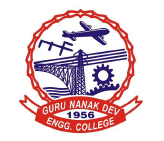 GURU NANAK DEV
1956
ENGG. COLLEGE